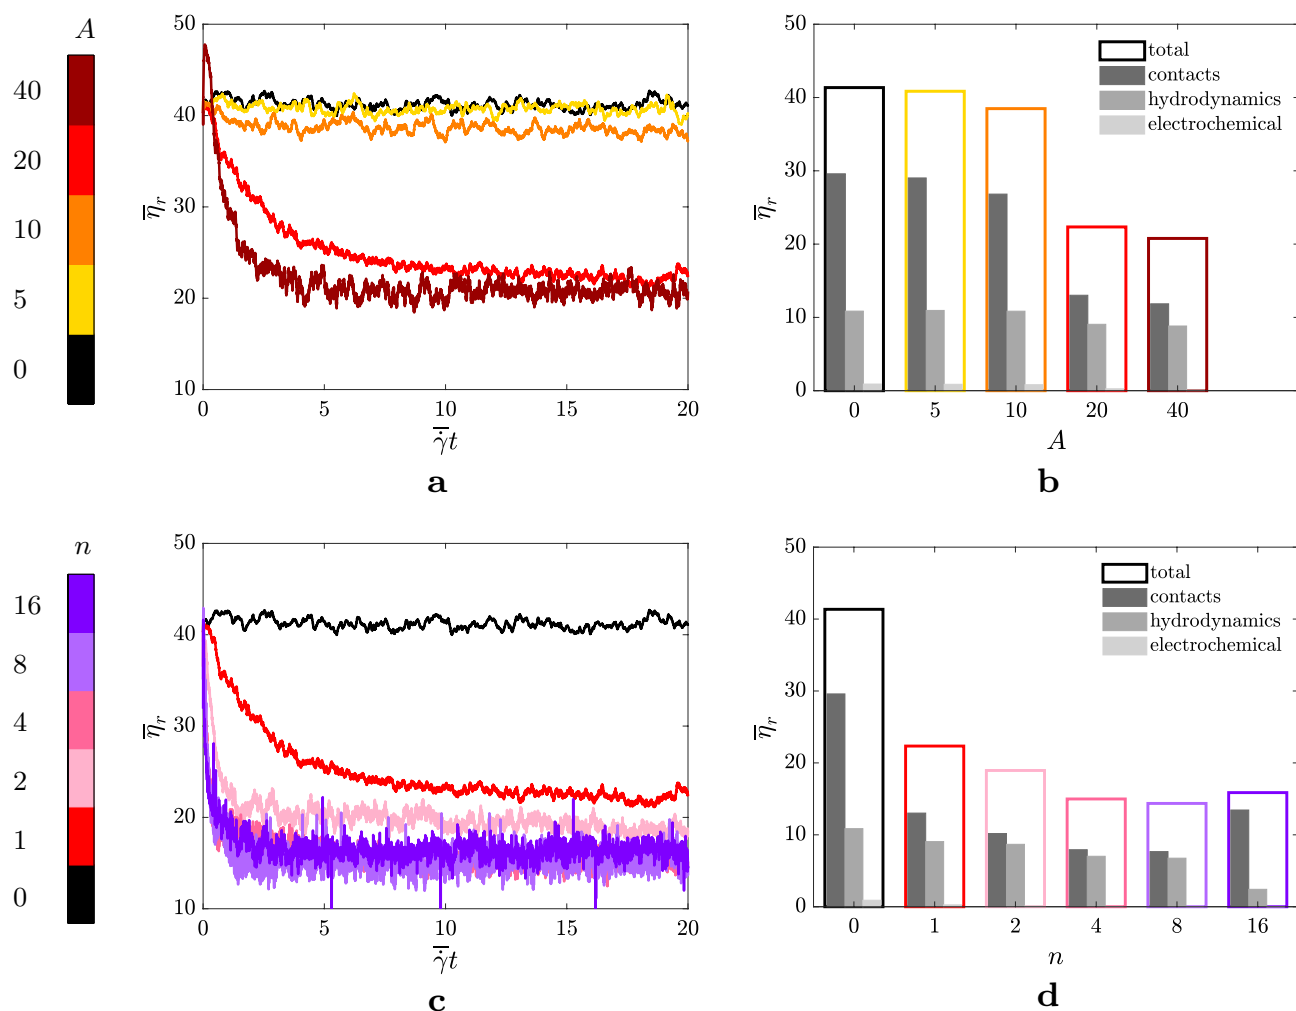 A
40
20
10
5
0
50
40
30
20
10
η̅r
0 5 10 15 20
γ̇̅t
a
50
40
30
20
10
0
η̅r
total
contacts
hydrodynamics
electrochemical
0 5 10 20 40
A
b
n
16
8
4
2
1
0
50
40
30
20
10
η̅r
0 5 10 15 20
γ̇̅t
c
50
40
30
20
10
0
η̅r
total
contacts
hydrodynamics
electrochemical
0 1 2 4 8 16
n
d